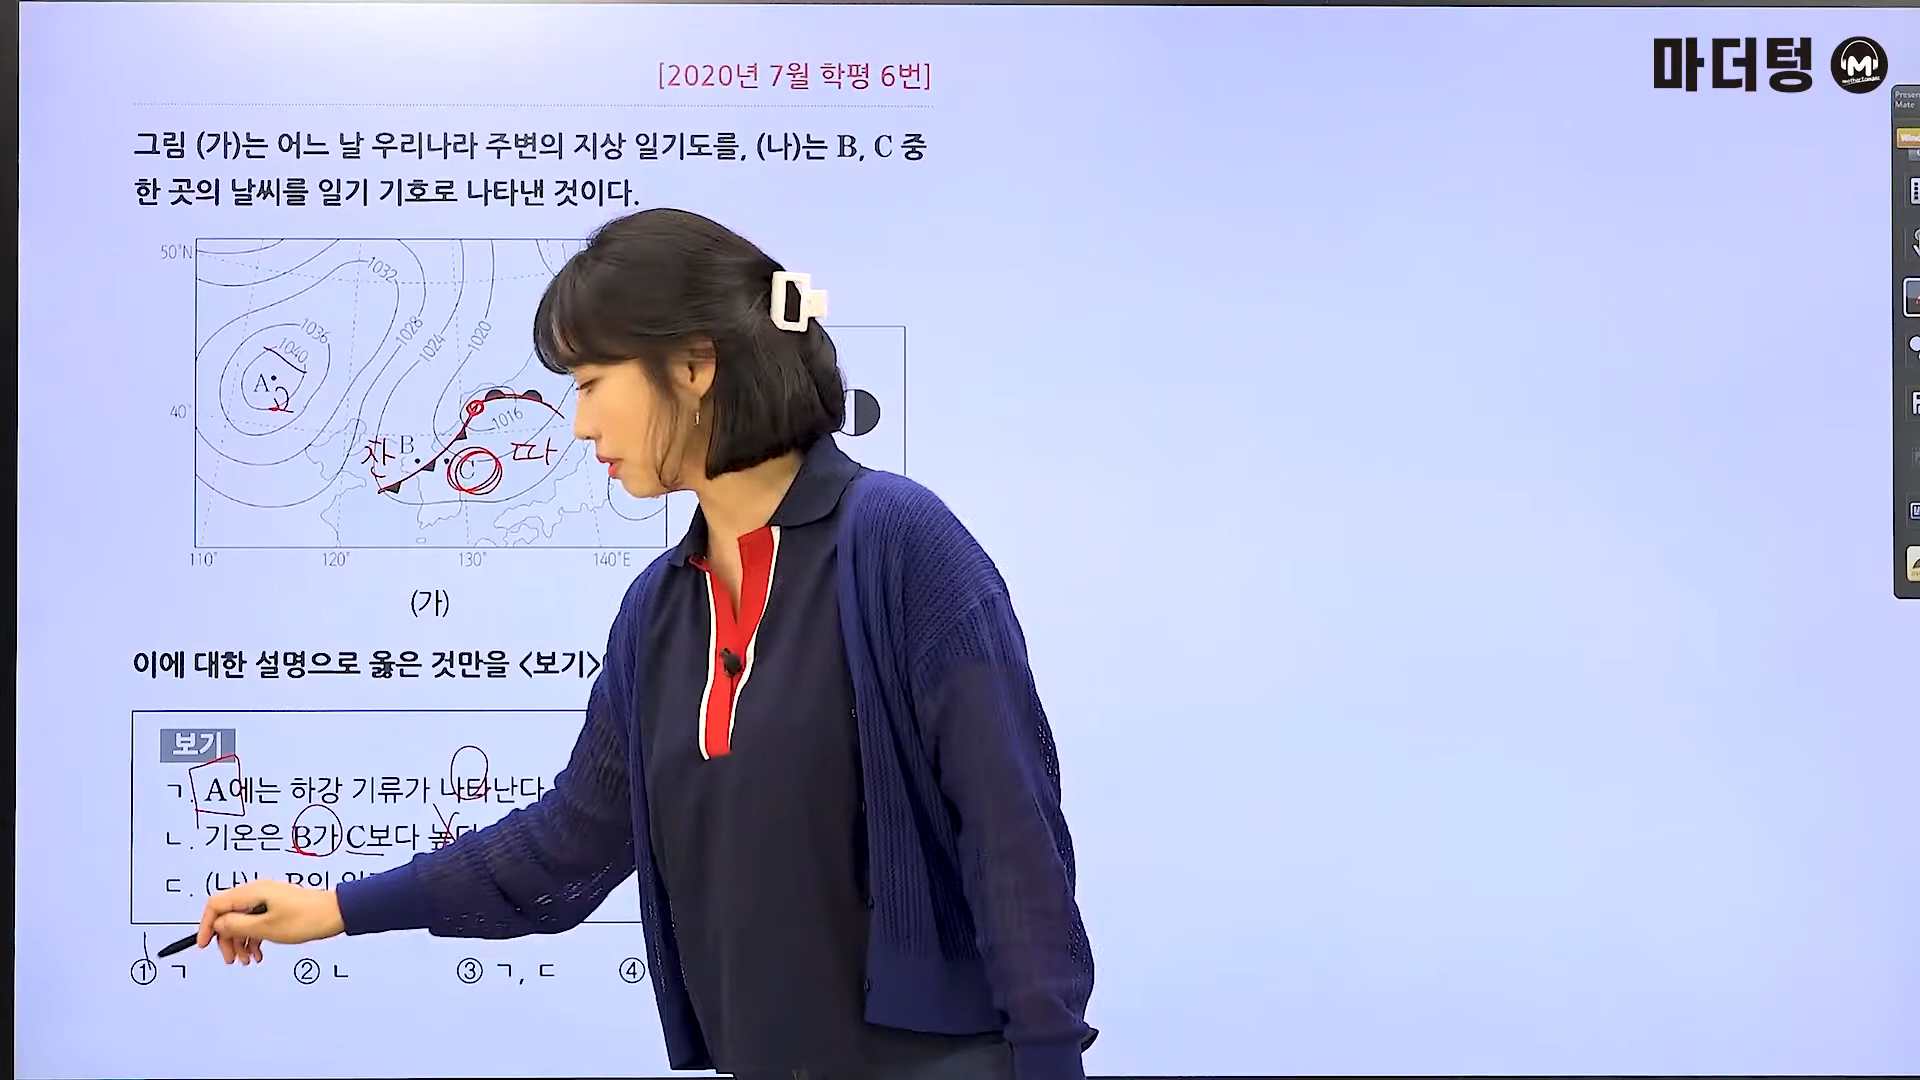 마더텅
[2020년 7월 학평 6번]
그림 (가)는 어느 날 우리나라 주변의 지상 일기도를, (나)는 B, C 중
한 곳의 날씨를 일기 기호로 나타낸 것이다.
50°N
1032
1036
1028
1024
1020
1040
A
40°
1016
찬
B
C
따
110°
120°
130°
140°E
(가)
이에 대한 설명으로 옳은 것만을 <보기>
보기
ㄱ. A에는 하강 기류가 나타난다
ㄴ. 기온은 B가 C보다 높다
ㄷ. (나)는 B의
① ㄱ
② ㄴ
③ ㄱ, ㄷ
④